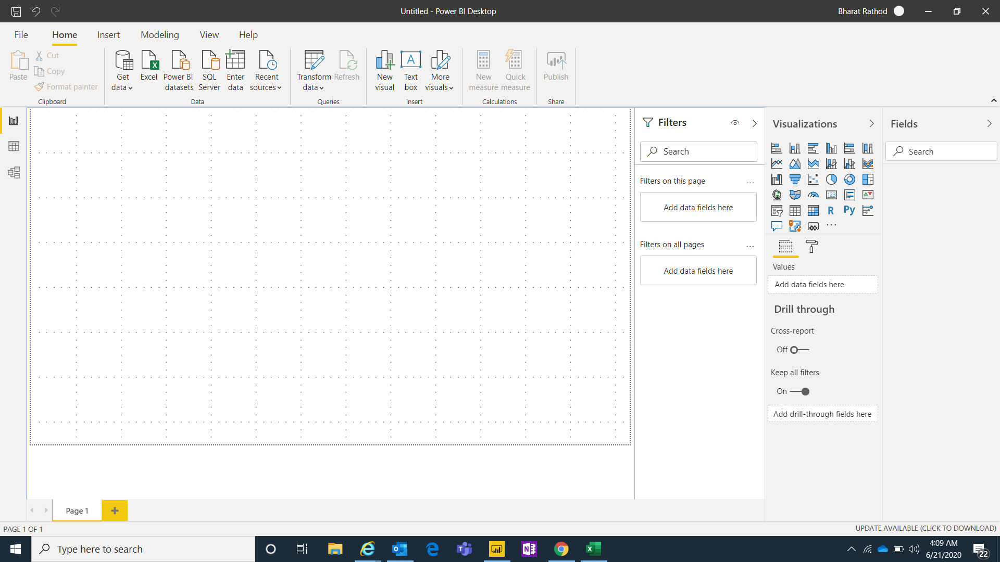 Untitled - Power BI Desktop
Bharat Rathod
File Home Insert Modeling View Help
Paste
Cut
Copy
Format painter
Clipboard
Get data
Excel
Power BI datasets
SQL Server
Enter data
Recent sources
Data
Transform data
Refresh
Queries
New visual
Text box
More visuals
Insert
New measure
Quick measure
Calculations
Publish
Share
Filters
Search
Filters on this page
...
Add data fields here
Filters on all pages
...
Add data fields here
Visualizations
123
R
Py
...
Values
Add data fields here
Drill through
Cross-report
Off
Keep all filters
On
Add drill-through fields here
Fields
Search
Page 1
PAGE 1 OF 1
UPDATE AVAILABLE (CLICK TO DOWNLOAD)
Type here to search
4:09 AM
6/21/2020
22